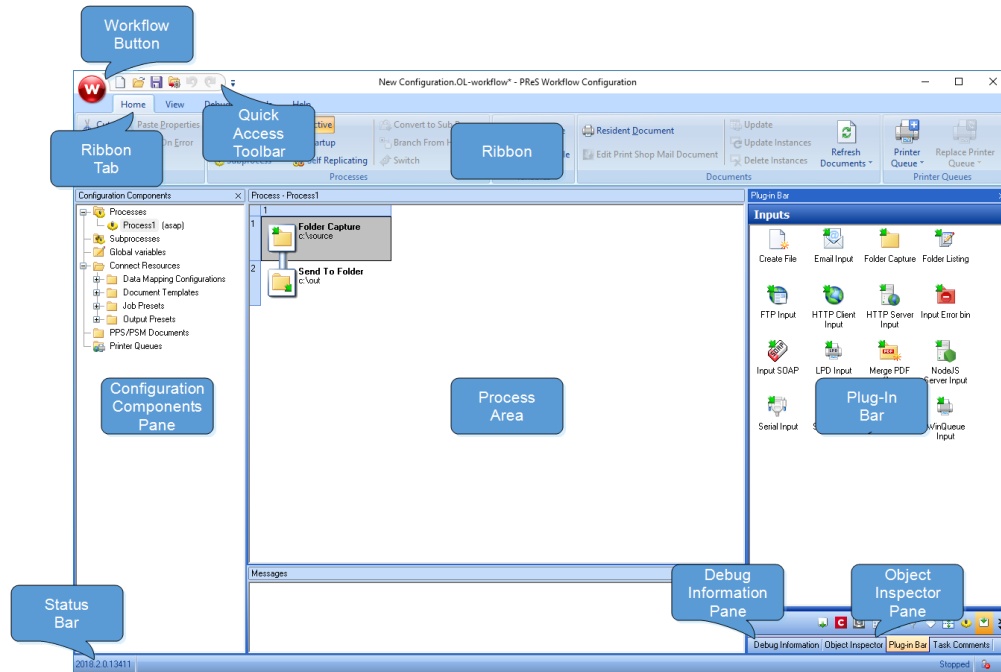 Workflow
Button
New Configuration.OL-workflow* - PReS Workflow Configuration
Home View
Quick
Access
Toolbar
Ribbon
Tab
Ribbon
Paste Properties
Convert to Sub
Branch From
Self Replicating
Switch
Processes
Resident Document
Edit Print Shop Mail Document
Update
Update Instances
Delete Instances
Refresh
Documents
Documents
Printer
Queue
Replace Printer
Queue
Printer Queues
Configuration Components
Processes
Process1 (asap)
Subprocesses
Global variables
Connect Resources
Data Mapping Configurations
Document Templates
Job Presets
Output Presets
PPS/PSM Documents
Printer Queues
Configuration
Components
Pane
Process - Process1
1
1
Folder Capture
c:\source
2
Send To Folder
c:\out
Process
Area
Messages
Plug-in Bar
Inputs
Create File Email Input Folder Capture Folder Listing
FTP Input HTTP Client Input HTTP Server Input Input Error bin
Input SOAP LPD Input Merge PDF NodeJS Server Input
Serial Input WinQueue Input
Plug-In
Bar
Debug
Information
Pane
Object
Inspector
Pane
Debug Information Object Inspector Plug-in Bar Task Comments
Status
Bar
2018.2.0.13411
Stopped